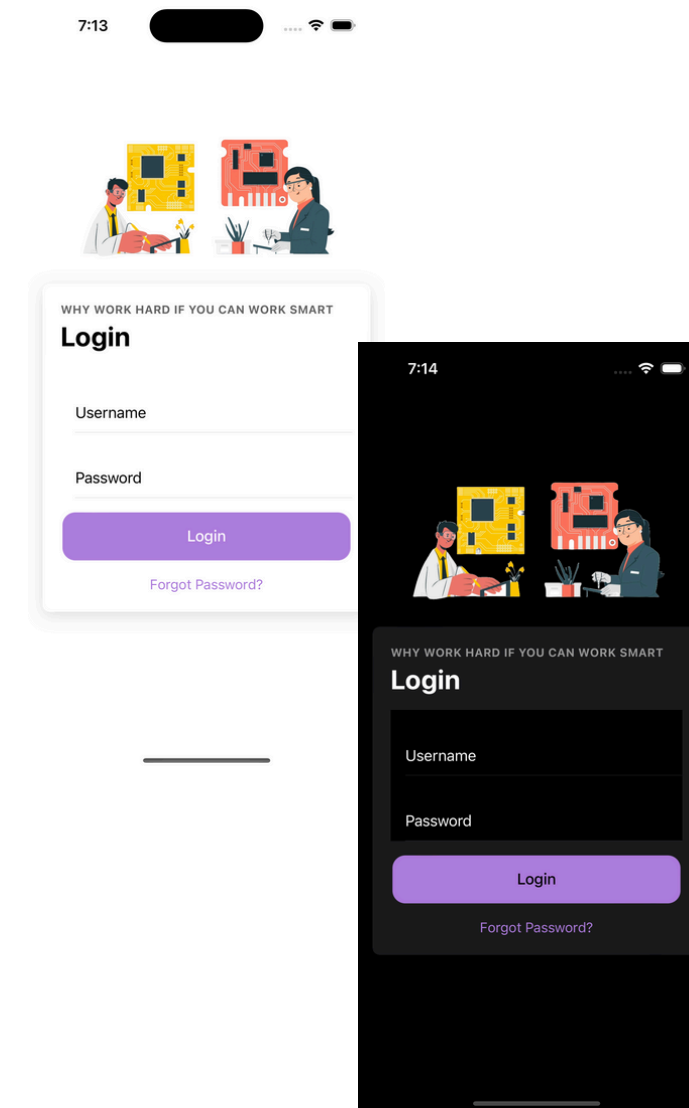 7:13
WHY WORK HARD IF YOU CAN WORK SMART
Login
Username
Password
Login
Forgot Password?
7:14
WHY WORK HARD IF YOU CAN WORK SMART
Login
Username
Password
Login
Forgot Password?